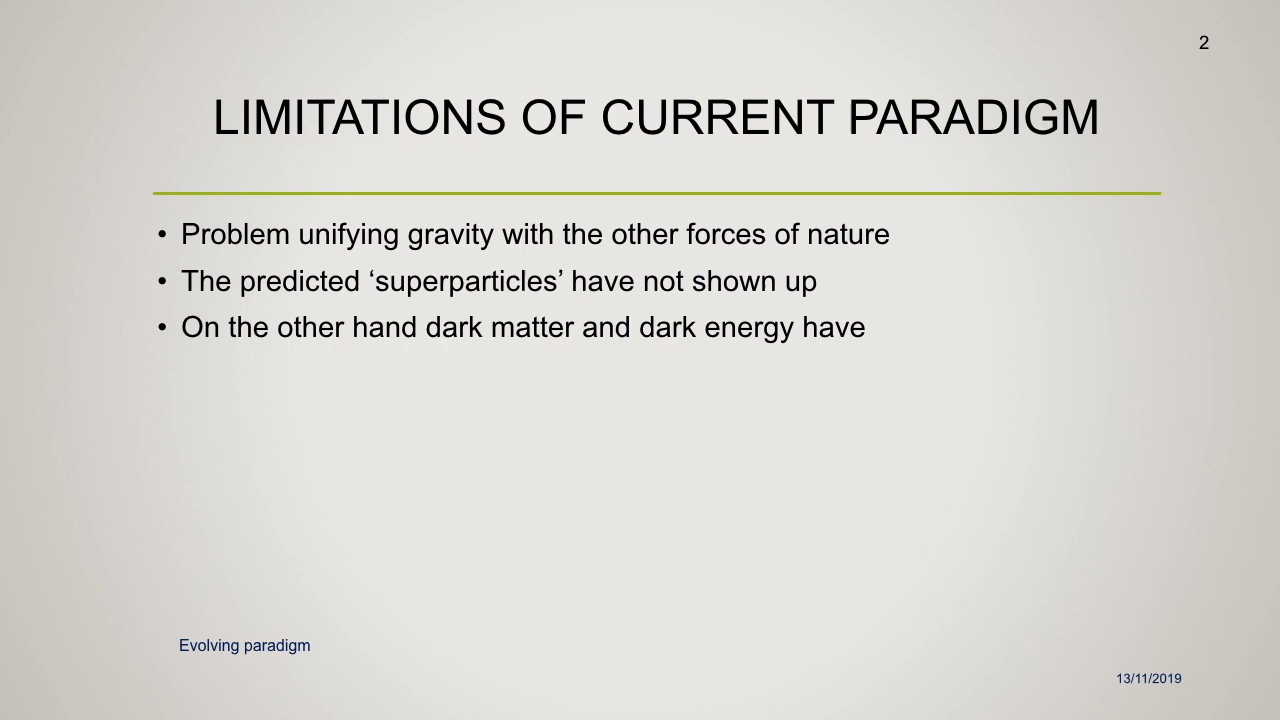 2
LIMITATIONS OF CURRENT PARADIGM
• Problem unifying gravity with the other forces of nature
• The predicted ‘superparticles’ have not shown up
• On the other hand dark matter and dark energy have
Evolving paradigm
13/11/2019